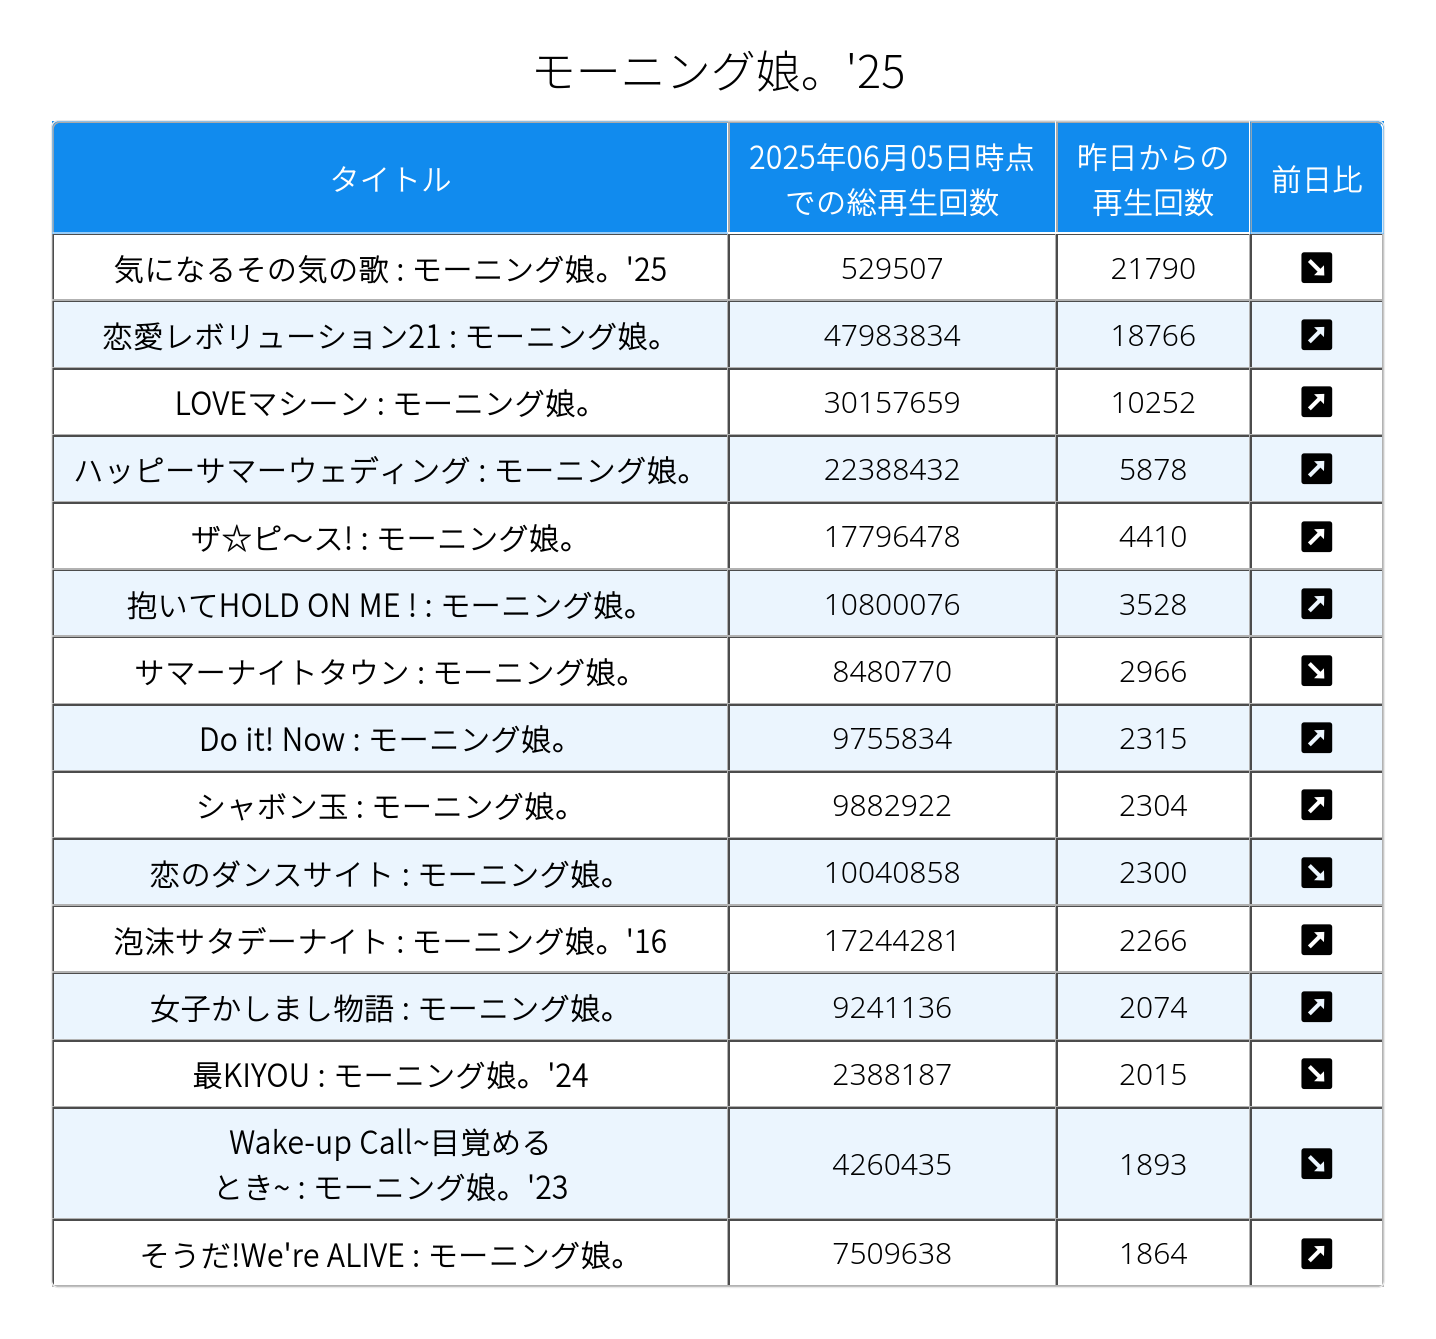 モーニング娘。'25
タイトル
2025年06月05日時点
での総再生回数
昨日からの
再生回数
前日比
気になるその気の歌 : モーニング娘。'25 529507 21790 ↘
恋愛レボリューション21 : モーニング娘。 47983834 18766 ↗
LOVEマシーン : モーニング娘。 30157659 10252 ↗
ハッピーサマーウェディング : モーニング娘。 22388432 5878 ↗
ザ☆ピ〜ス! : モーニング娘。 17796478 4410 ↗
抱いてHOLD ON ME ! : モーニング娘。 10800076 3528 ↗
サマーナイトタウン : モーニング娘。 8480770 2966 ↘
Do it! Now : モーニング娘。 9755834 2315 ↗
シャボン玉 : モーニング娘。 9882922 2304 ↗
恋のダンスサイト : モーニング娘。 10040858 2300 ↘
泡沫サタデーナイト : モーニング娘。'16 17244281 2266 ↗
女子かしまし物語 : モーニング娘。 9241136 2074 ↗
最KIYOU : モーニング娘。'24 2388187 2015 ↘
Wake-up Call~目覚める
とき~ : モーニング娘。'23 4260435 1893 ↘
そうだ!We're ALIVE : モーニング娘。 7509638 1864 ↗